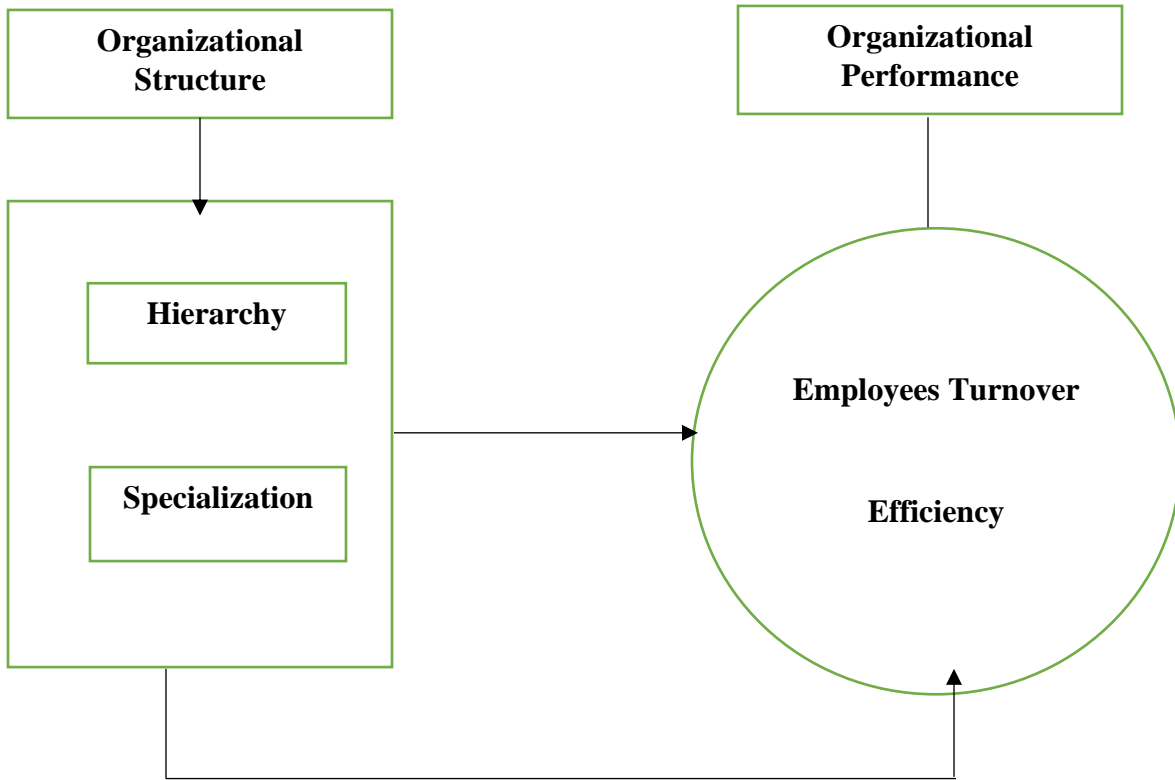 Organizational
Structure
Organizational
Performance
Hierarchy
Specialization
Employees Turnover
Efficiency